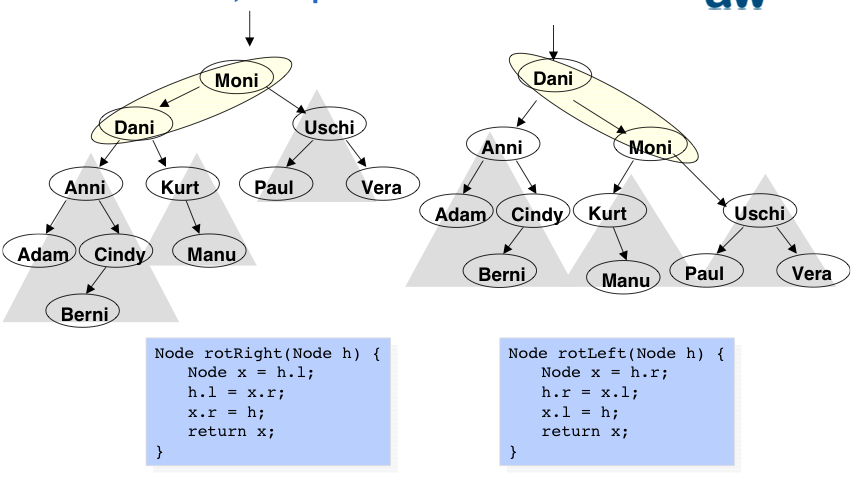 Moni
Dani
Uschi
Anni
Kurt
Paul
Vera
Adam
Cindy
Manu
Berni
Dani
Anni
Moni
Adam
Cindy
Kurt
Uschi
Berni
Manu
Paul
Vera
Node rotRight(Node h) {
Node x = h.l;
h.l = x.r;
x.r = h;
return x;
}
Node rotLeft(Node h) {
Node x = h.r;
h.r = x.l;
x.l = h;
return x;
}